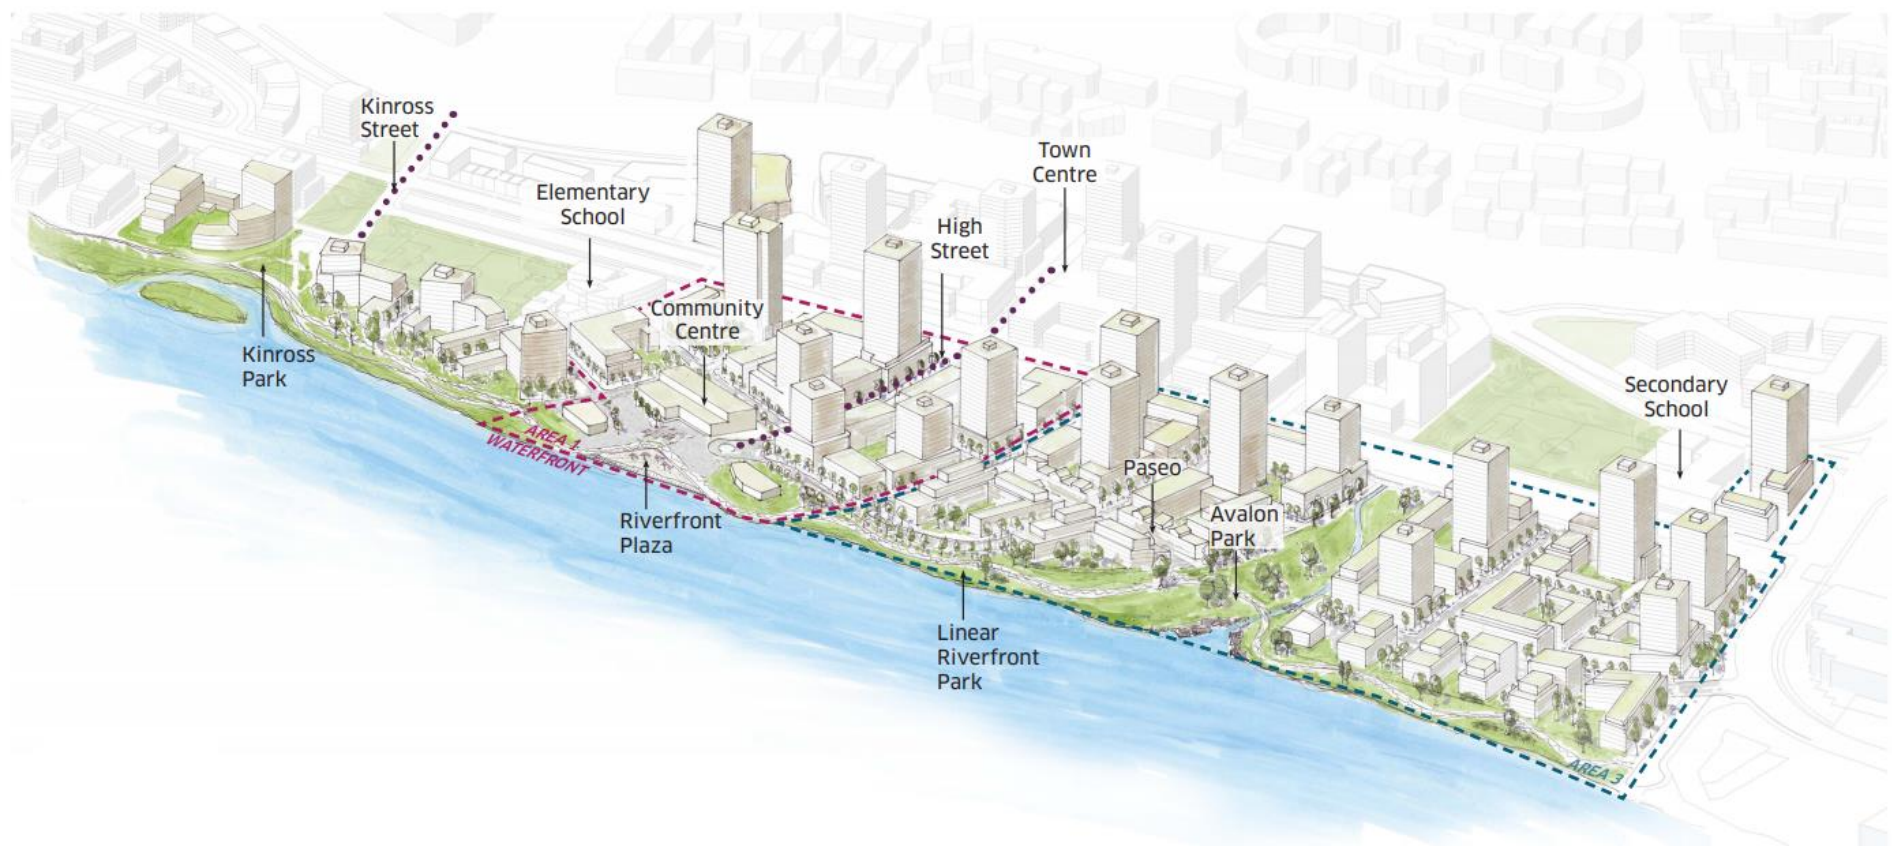 Kinross
Street
Elementary
School
Town
Centre
High
Street
Community
Centre
Kinross
Park
Secondary
School
AREA 1
WATERFRONT
Paseo
Avalon
Park
Riverfront
Plaza
Linear
Riverfront
Park
AREA 3